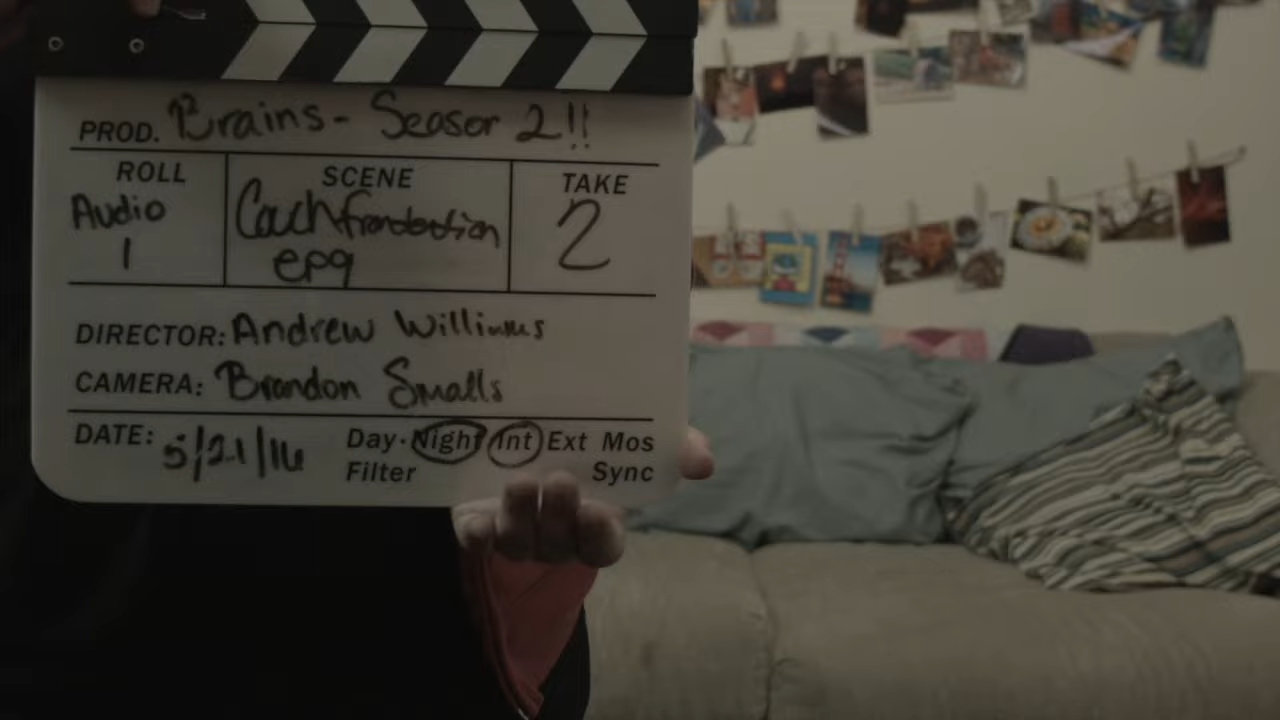 PROD. Brains - Season 2!!
ROLL SCENE TAKE
Audio 1
Couchfrontation
ep9
2
DIRECTOR: Andrew Williams
CAMERA: Brandon Smalls
DATE: 5/21/16
Day · Night Int Ext Mos
Filter Sync